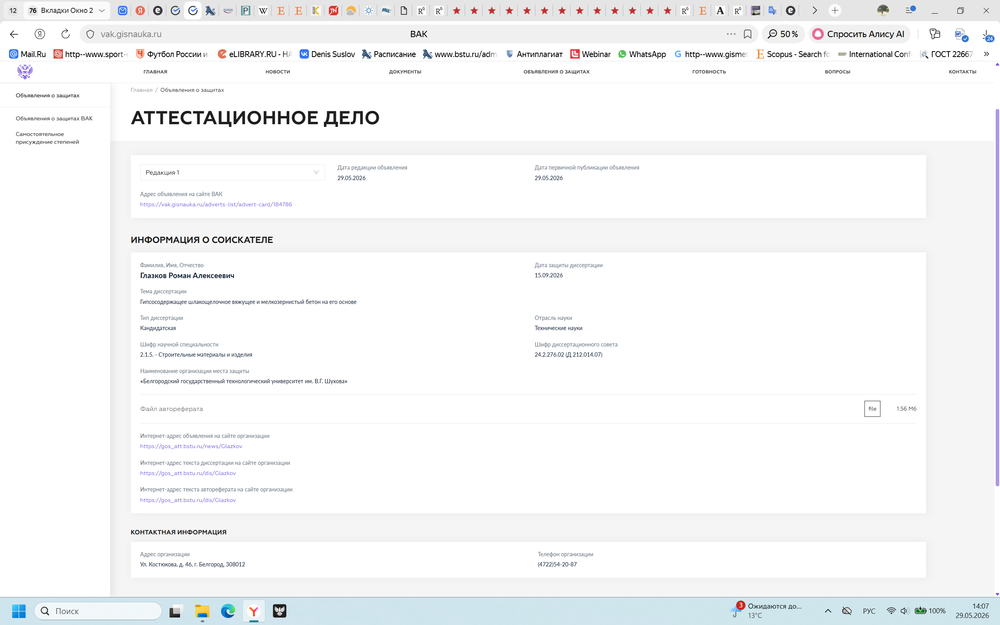 12
76 Вкладки Окно 2
vak.gisnauka.ru
ВАК
50 %
Спросить Алису AI
24
Mail.Ru
http--www.sport-
Футбол России и
eLIBRARY.RU - НА
Denis Suslov
Расписание
www.bstu.ru/adm
Антиплагиат
Webinar
WhatsApp
http--www.gismet
Scopus - Search fo
International Conf
ГОСТ 22667
ГЛАВНАЯ
НОВОСТИ
ДОКУМЕНТЫ
ОБЪЯВЛЕНИЯ О ЗАЩИТАХ
ГОТОВНОСТЬ
ВОПРОСЫ
КОНТАКТЫ
Объявления о защитах
Объявления о защитах ВАК
Самостоятельное
присуждение степеней
Главная / Объявления о защитах
АТТЕСТАЦИОННОЕ ДЕЛО
Редакция 1
Дата редакции объявления
29.05.2026
Дата первичной публикации объявления
29.05.2026
Адрес объявления на сайте ВАК
https://vak.gisnauka.ru/adverts-list/advert-card/184786
ИНФОРМАЦИЯ О СОИСКАТЕЛЕ
Фамилия, Имя, Отчество
Глазков Роман Алексеевич
Дата защиты диссертации
15.09.2026
Тема диссертации
Гипсосодержащее шлакощелочное вяжущее и мелкозернистый бетон на его основе
Тип диссертации
Кандидатская
Отрасль науки
Технические науки
Шифр научной специальности
2.1.5. - Строительные материалы и изделия
Шифр диссертационного совета
24.2.276.02 (Д 212.014.07)
Наименование организации места защиты
«Белгородский государственный технологический университет им. В.Г. Шухова»
Файл автореферата
file
1.56 Мб
Интернет-адрес объявления на сайте организации
https://gos_att.bstu.ru/news/Glazkov
Интернет-адрес текста диссертации на сайте организации
https://gos_att.bstu.ru/dis/Glazkov
Интернет-адрес текста автореферата на сайте организации
https://gos_att.bstu.ru/dis/Glazkov
КОНТАКТНАЯ ИНФОРМАЦИЯ
Адрес организации
Ул. Костюкова, д. 46, г. Белгород, 308012
Телефон организации
(4722)54-20-87
Поиск
3
Ожидаются до...
13°C
РУС
100%
14:07
29.05.2026